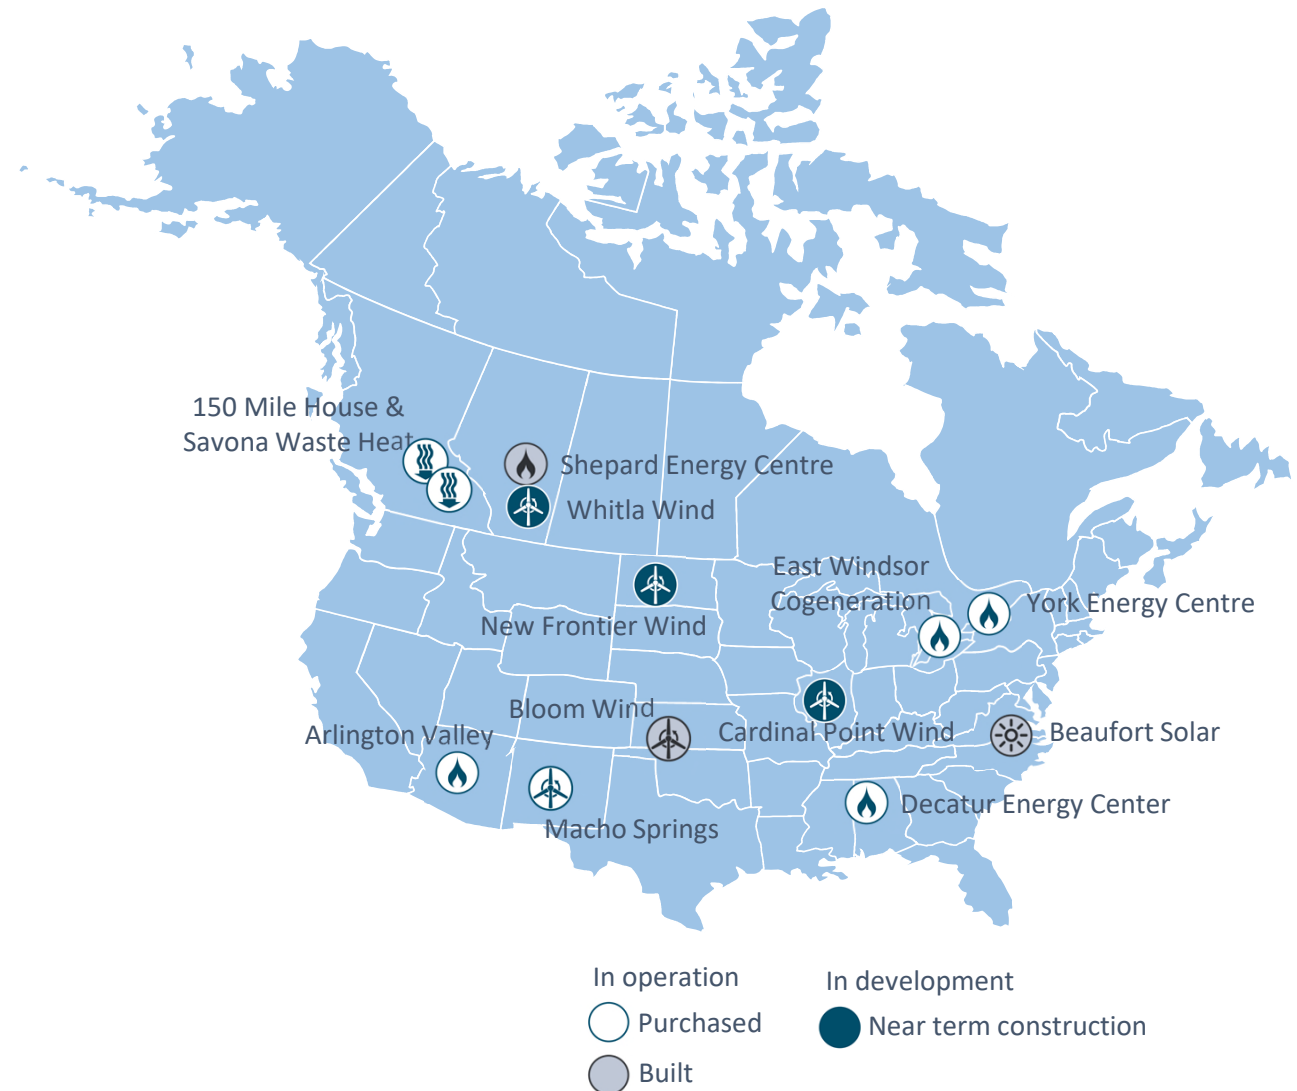 150 Mile House &
Savona Waste Heat
Shepard Energy Centre
Whitla Wind
East Windsor
Cogeneration
York Energy Centre
New Frontier Wind
Bloom Wind
Cardinal Point Wind
Beaufort Solar
Arlington Valley
Decatur Energy Center
Macho Springs
In operation
In development
Purchased
Near term construction
Built